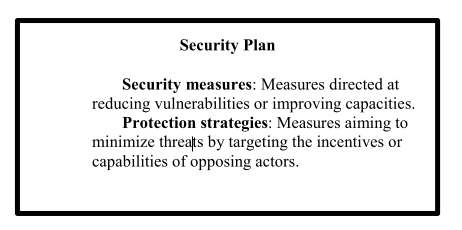 Security Plan
Security measures: Measures directed at
reducing vulnerabilities or improving capacities.
Protection strategies: Measures aiming to
minimize threats by targeting the incentives or
capabilities of opposing actors.